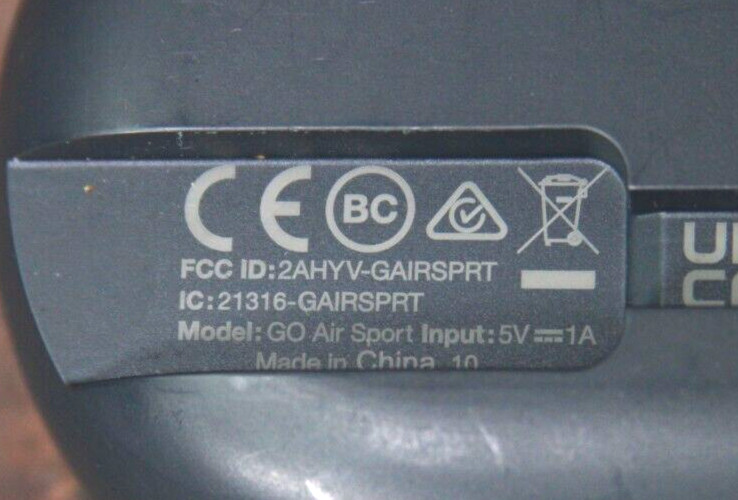 CE BC
FCC ID:2AHYV-GAIRSPRT
IC:21316-GAIRSPRT
Model: GO Air Sport Input:5V⎓1A
Made in China 10